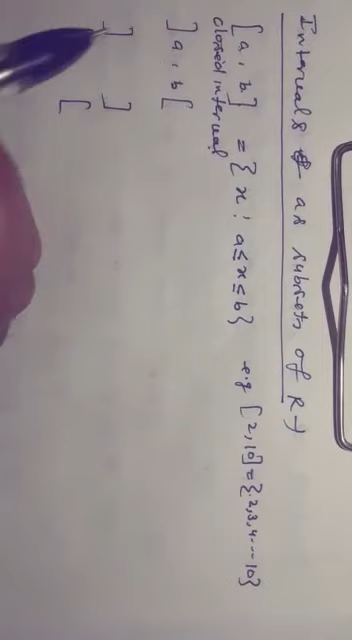 Intervals as subsets of R →
[a, b] = {x : a ≤ x ≤ b} e.g [2, 10] = {2, 3, 4, ---- 10}
closed interval
] a, b [
] ]
[